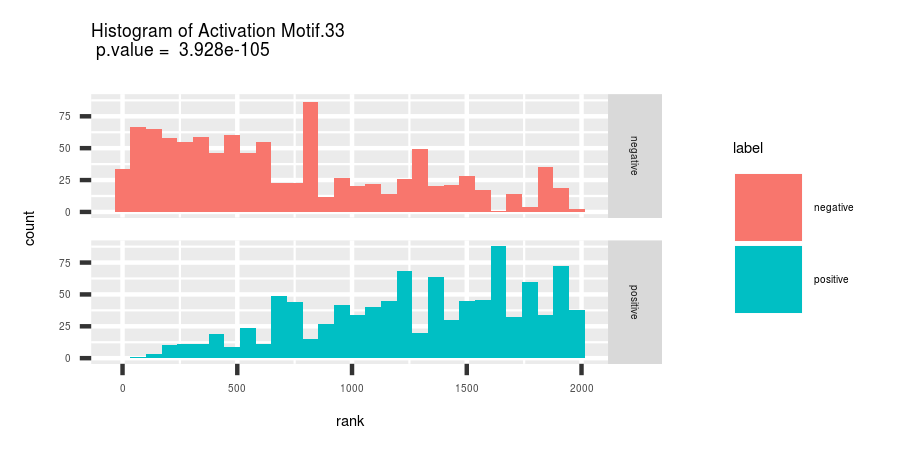 Histogram of Activation Motif.33
p.value = 3.928e-105
count
75
50
25
0
negative
75
50
25
0
positive
0 500 1000 1500 2000
rank
label
negative
positive